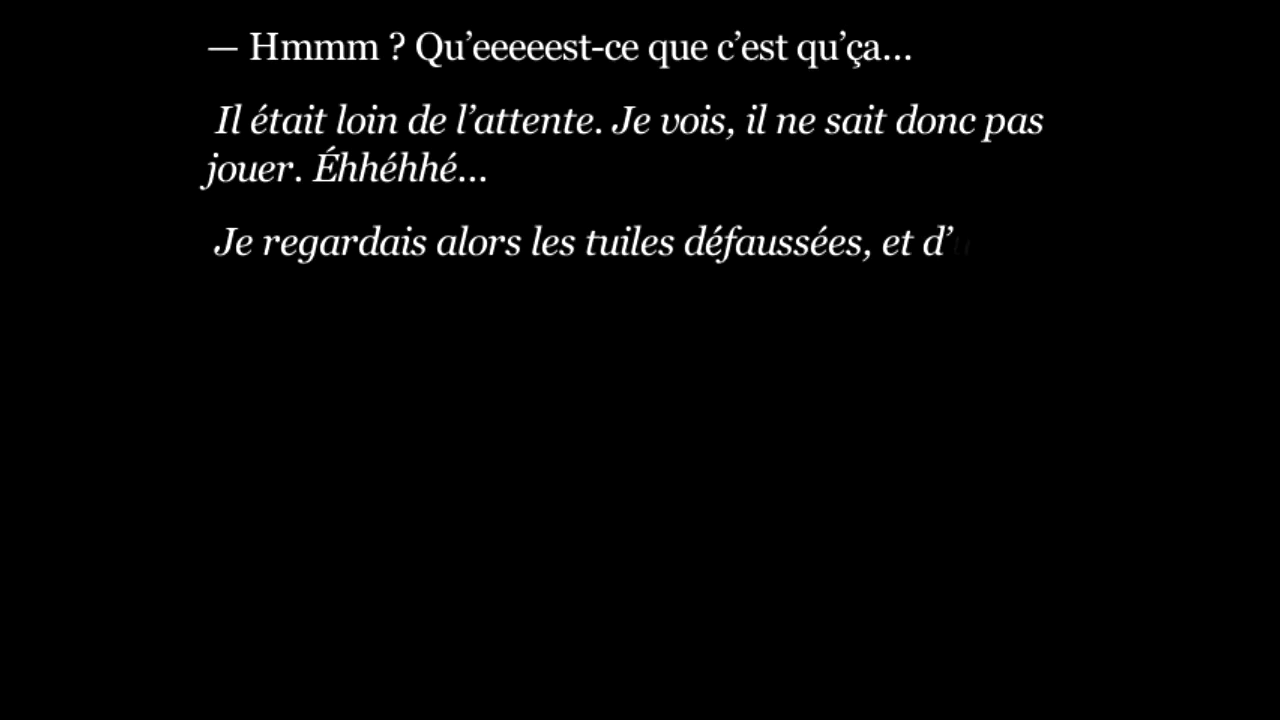 — Hmmm ? Qu’eeeeest-ce que c’est qu’ça...
Il était loin de l’attente. Je vois, il ne sait donc pas
jouer. Éhhéhhé...
Je regardais alors les tuiles défaussées, et d’